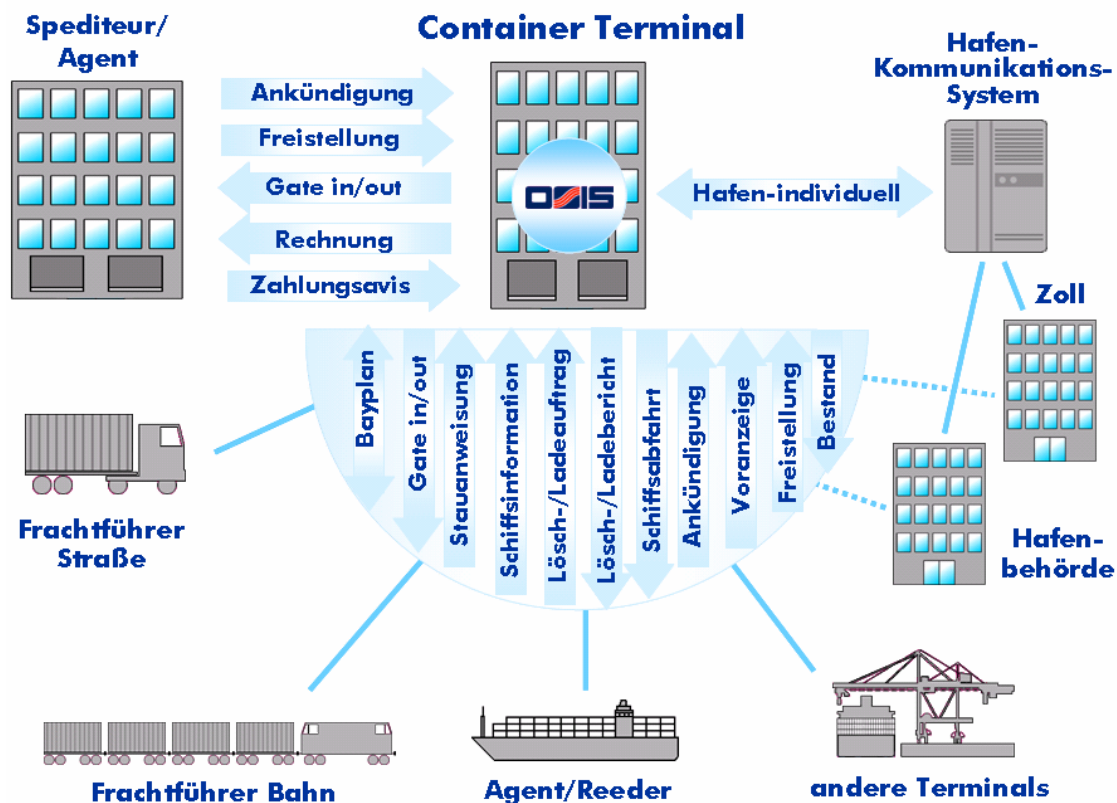 Spediteur/
Agent
Container Terminal
Hafen-
Kommunikations-
System
Ankündigung
Freistellung
Gate in/out
Rechnung
Zahlungsavis
OSIS
Hafen-individuell
Zoll
Hafen-
behörde
Bayplan
Gate in/out
Stauanweisung
Schiffsinformation
Lösch-/Ladeauftrag
Lösch-/Ladebericht
Schiffsabfahrt
Ankündigung
Voranzeige
Freistellung
Bestand
Frachtführer
Straße
Frachtführer Bahn
Agent/Reeder
andere Terminals